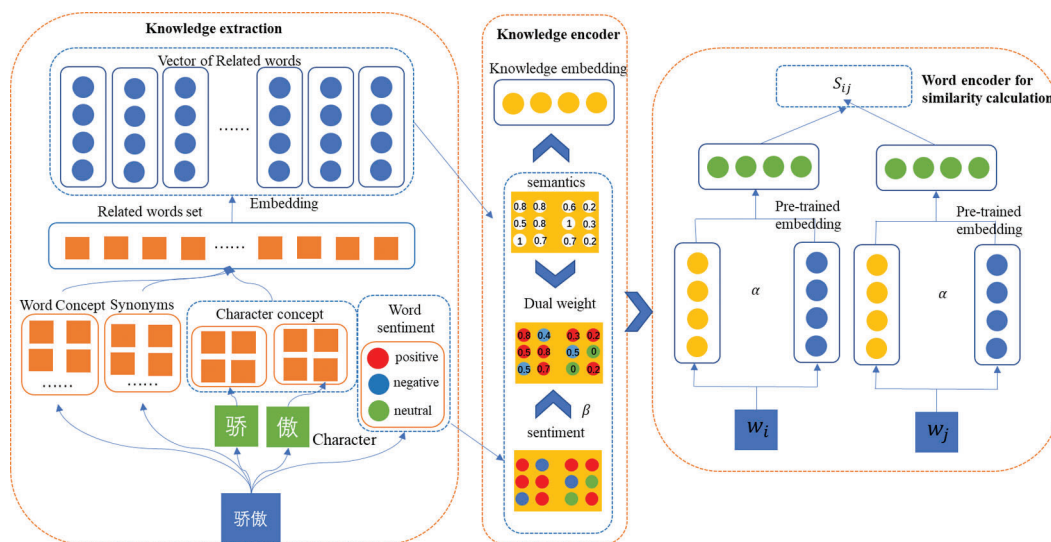 Knowledge extraction
Vector of Related words
……
Embedding
Related words set
……
Word Concept
Synonyms
……
……
Character concept
Word
sentiment
positive
negative
neutral
骄
傲
Character
骄傲
Knowledge encoder
Knowledge embedding
semantics
0.8 0.8 0.6 0.2
0.5 0.8 1 0.3
1 0.7 0.7 0.2
Dual weight
0.8 0.4 0.3 0.2
0.5 0.8 0.5 0
0.5 0.7 0 0.2
β
sentiment
Word encoder for
similarity calculation
S_{ij}
Pre-trained
embedding
Pre-trained
embedding
α
α
w_i
w_j